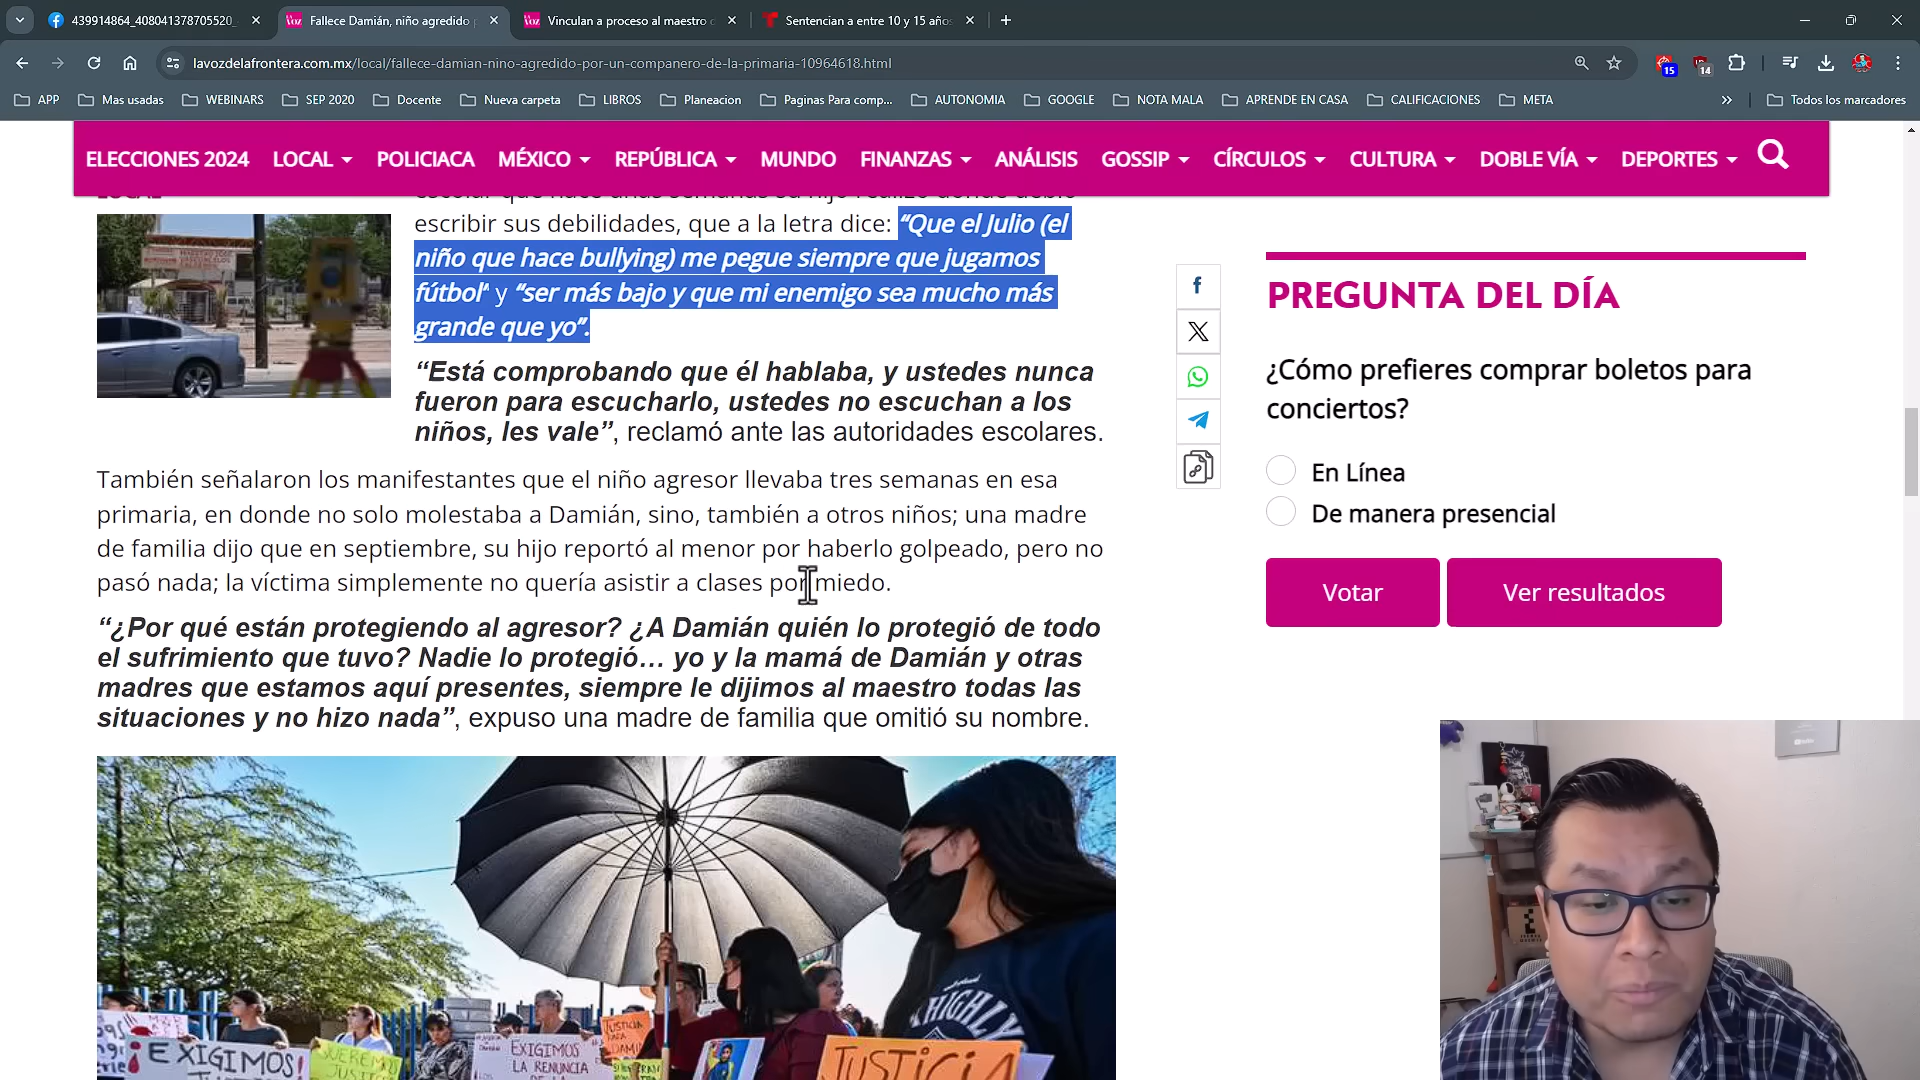 439914864_408041378705520_
Fallece Damián, niño agredido
Vinculan a proceso al maestro
Sentencian a entre 10 y 15 años
lavozdelafrontera.com.mx/local/fallece-damian-nino-agredido-por-un-companero-de-la-primaria-10964618.html
15
14
APP
Mas usadas
WEBINARS
SEP 2020
Docente
Nueva carpeta
LIBROS
Planeacion
Paginas Para comp...
AUTONOMIA
GOOGLE
NOTA MALA
APRENDE EN CASA
CALIFICACIONES
META
»
Todos los marcadores
ELECCIONES 2024
LOCAL
POLICIACA
MÉXICO
REPÚBLICA
MUNDO
FINANZAS
ANÁLISIS
GOSSIP
CÍRCULOS
CULTURA
DOBLE VÍA
DEPORTES
LOCAL
escolar que hace unas semanas su hijo realizó donde debió
escribir sus debilidades, que a la letra dice: “Que el Julio (el
niño que hace bullying) me pegue siempre que jugamos
fútbol” y “ser más bajo y que mi enemigo sea mucho más
grande que yo”.
“Está comprobando que él hablaba, y ustedes nunca
fueron para escucharlo, ustedes no escuchan a los
niños, les vale”, reclamó ante las autoridades escolares.
También señalaron los manifestantes que el niño agresor llevaba tres semanas en esa
primaria, en donde no solo molestaba a Damián, sino, también a otros niños; una madre
de familia dijo que en septiembre, su hijo reportó al menor por haberlo golpeado, pero no
pasó nada; la víctima simplemente no quería asistir a clases por miedo.
“¿Por qué están protegiendo al agresor? ¿A Damián quién lo protegió de todo
el sufrimiento que tuvo? Nadie lo protegió… yo y la mamá de Damián y otras
madres que estamos aquí presentes, siempre le dijimos al maestro todas las
situaciones y no hizo nada”, expuso una madre de familia que omitió su nombre.
PREGUNTA DEL DÍA
¿Cómo prefieres comprar boletos para
conciertos?
En Línea
De manera presencial
Votar
Ver resultados
¡EXIGIMOS!
QUEREMOS
JUSTICIA
EXIGIMOS
LA RENUNCIA
JUSTICIA
PARA
JUSTICIA
HIGHLY